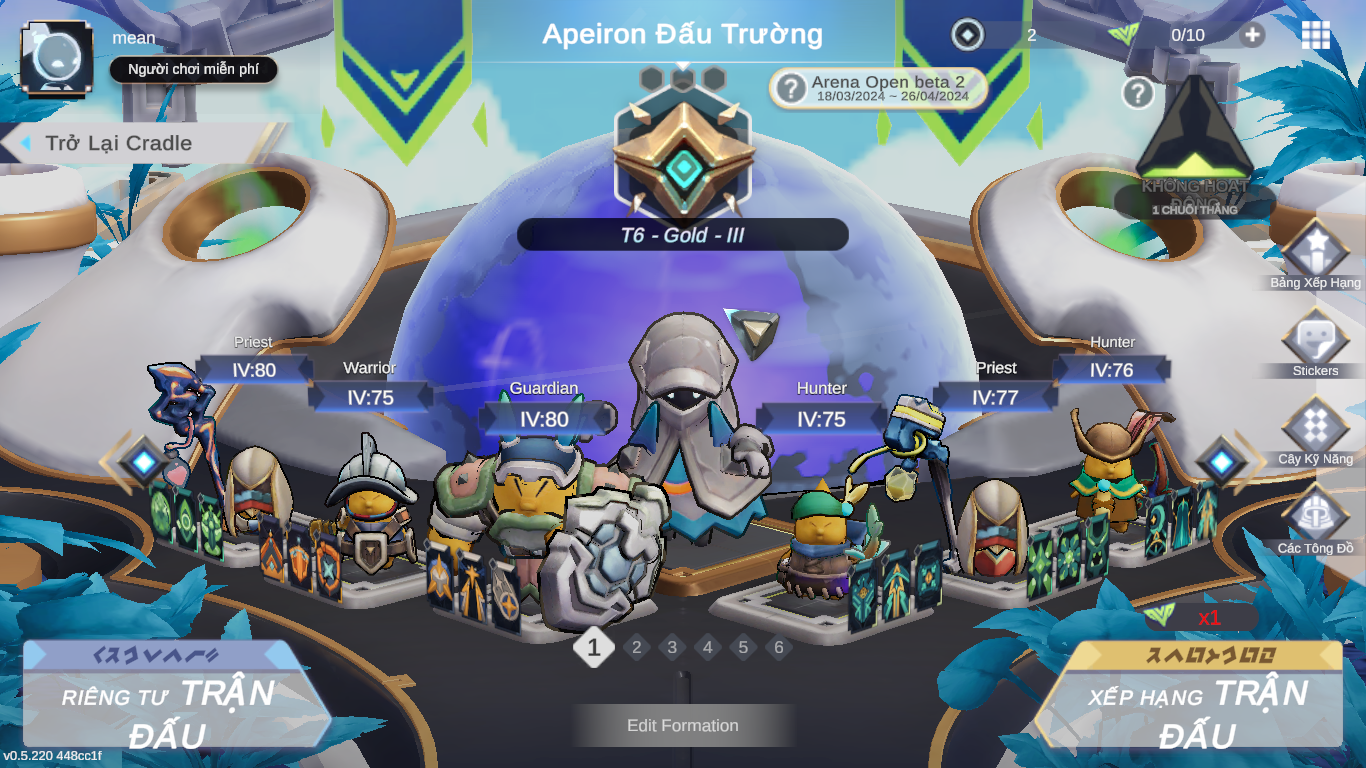 mean
Người chơi miễn phí
Apeiron Đấu Trường
2
0/10
Arena Open beta 2
18/03/2024 ~ 26/04/2024
?
?
Trở Lại Cradle
KHÔNG HOẠT
ĐỘNG
1 CHUỖI THẮNG
T6 - Gold - III
Bảng Xếp Hạng
Stickers
Cây Kỹ Năng
Các Tông Đồ
Priest
IV:80
Warrior
IV:75
Guardian
IV:80
Hunter
IV:75
Priest
IV:77
Hunter
IV:76
x1
1 2 3 4 5 6
RIÊNG TƯ TRẬN
ĐẤU
XẾP HẠNG TRẬN
ĐẤU
Edit Formation
v0.5.220 448cc1f